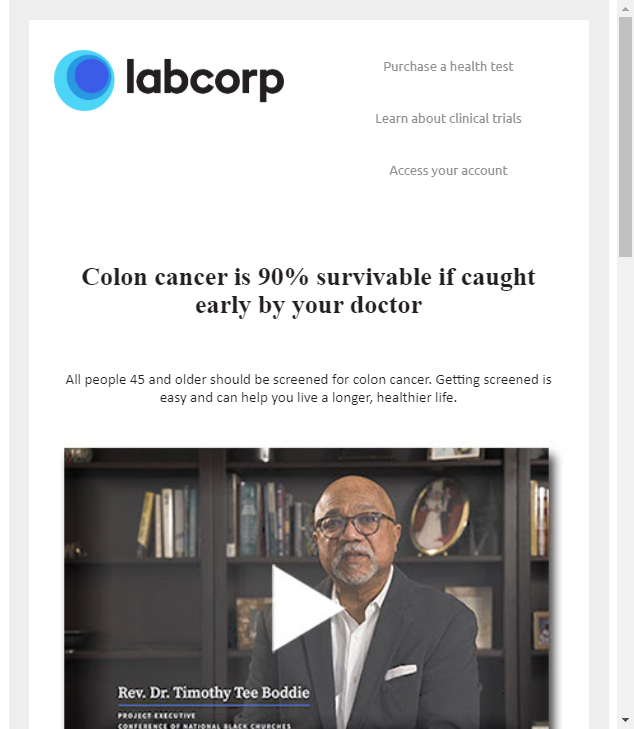 labcorp
Purchase a health test
Learn about clinical trials
Access your account
Colon cancer is 90% survivable if caught
early by your doctor
All people 45 and older should be screened for colon cancer. Getting screened is
easy and can help you live a longer, healthier life.
Rev. Dr. Timothy Tee Boddie
PROJECT EXECUTIVE
CONFERENCE OF NATIONAL BLACK CHURCHES